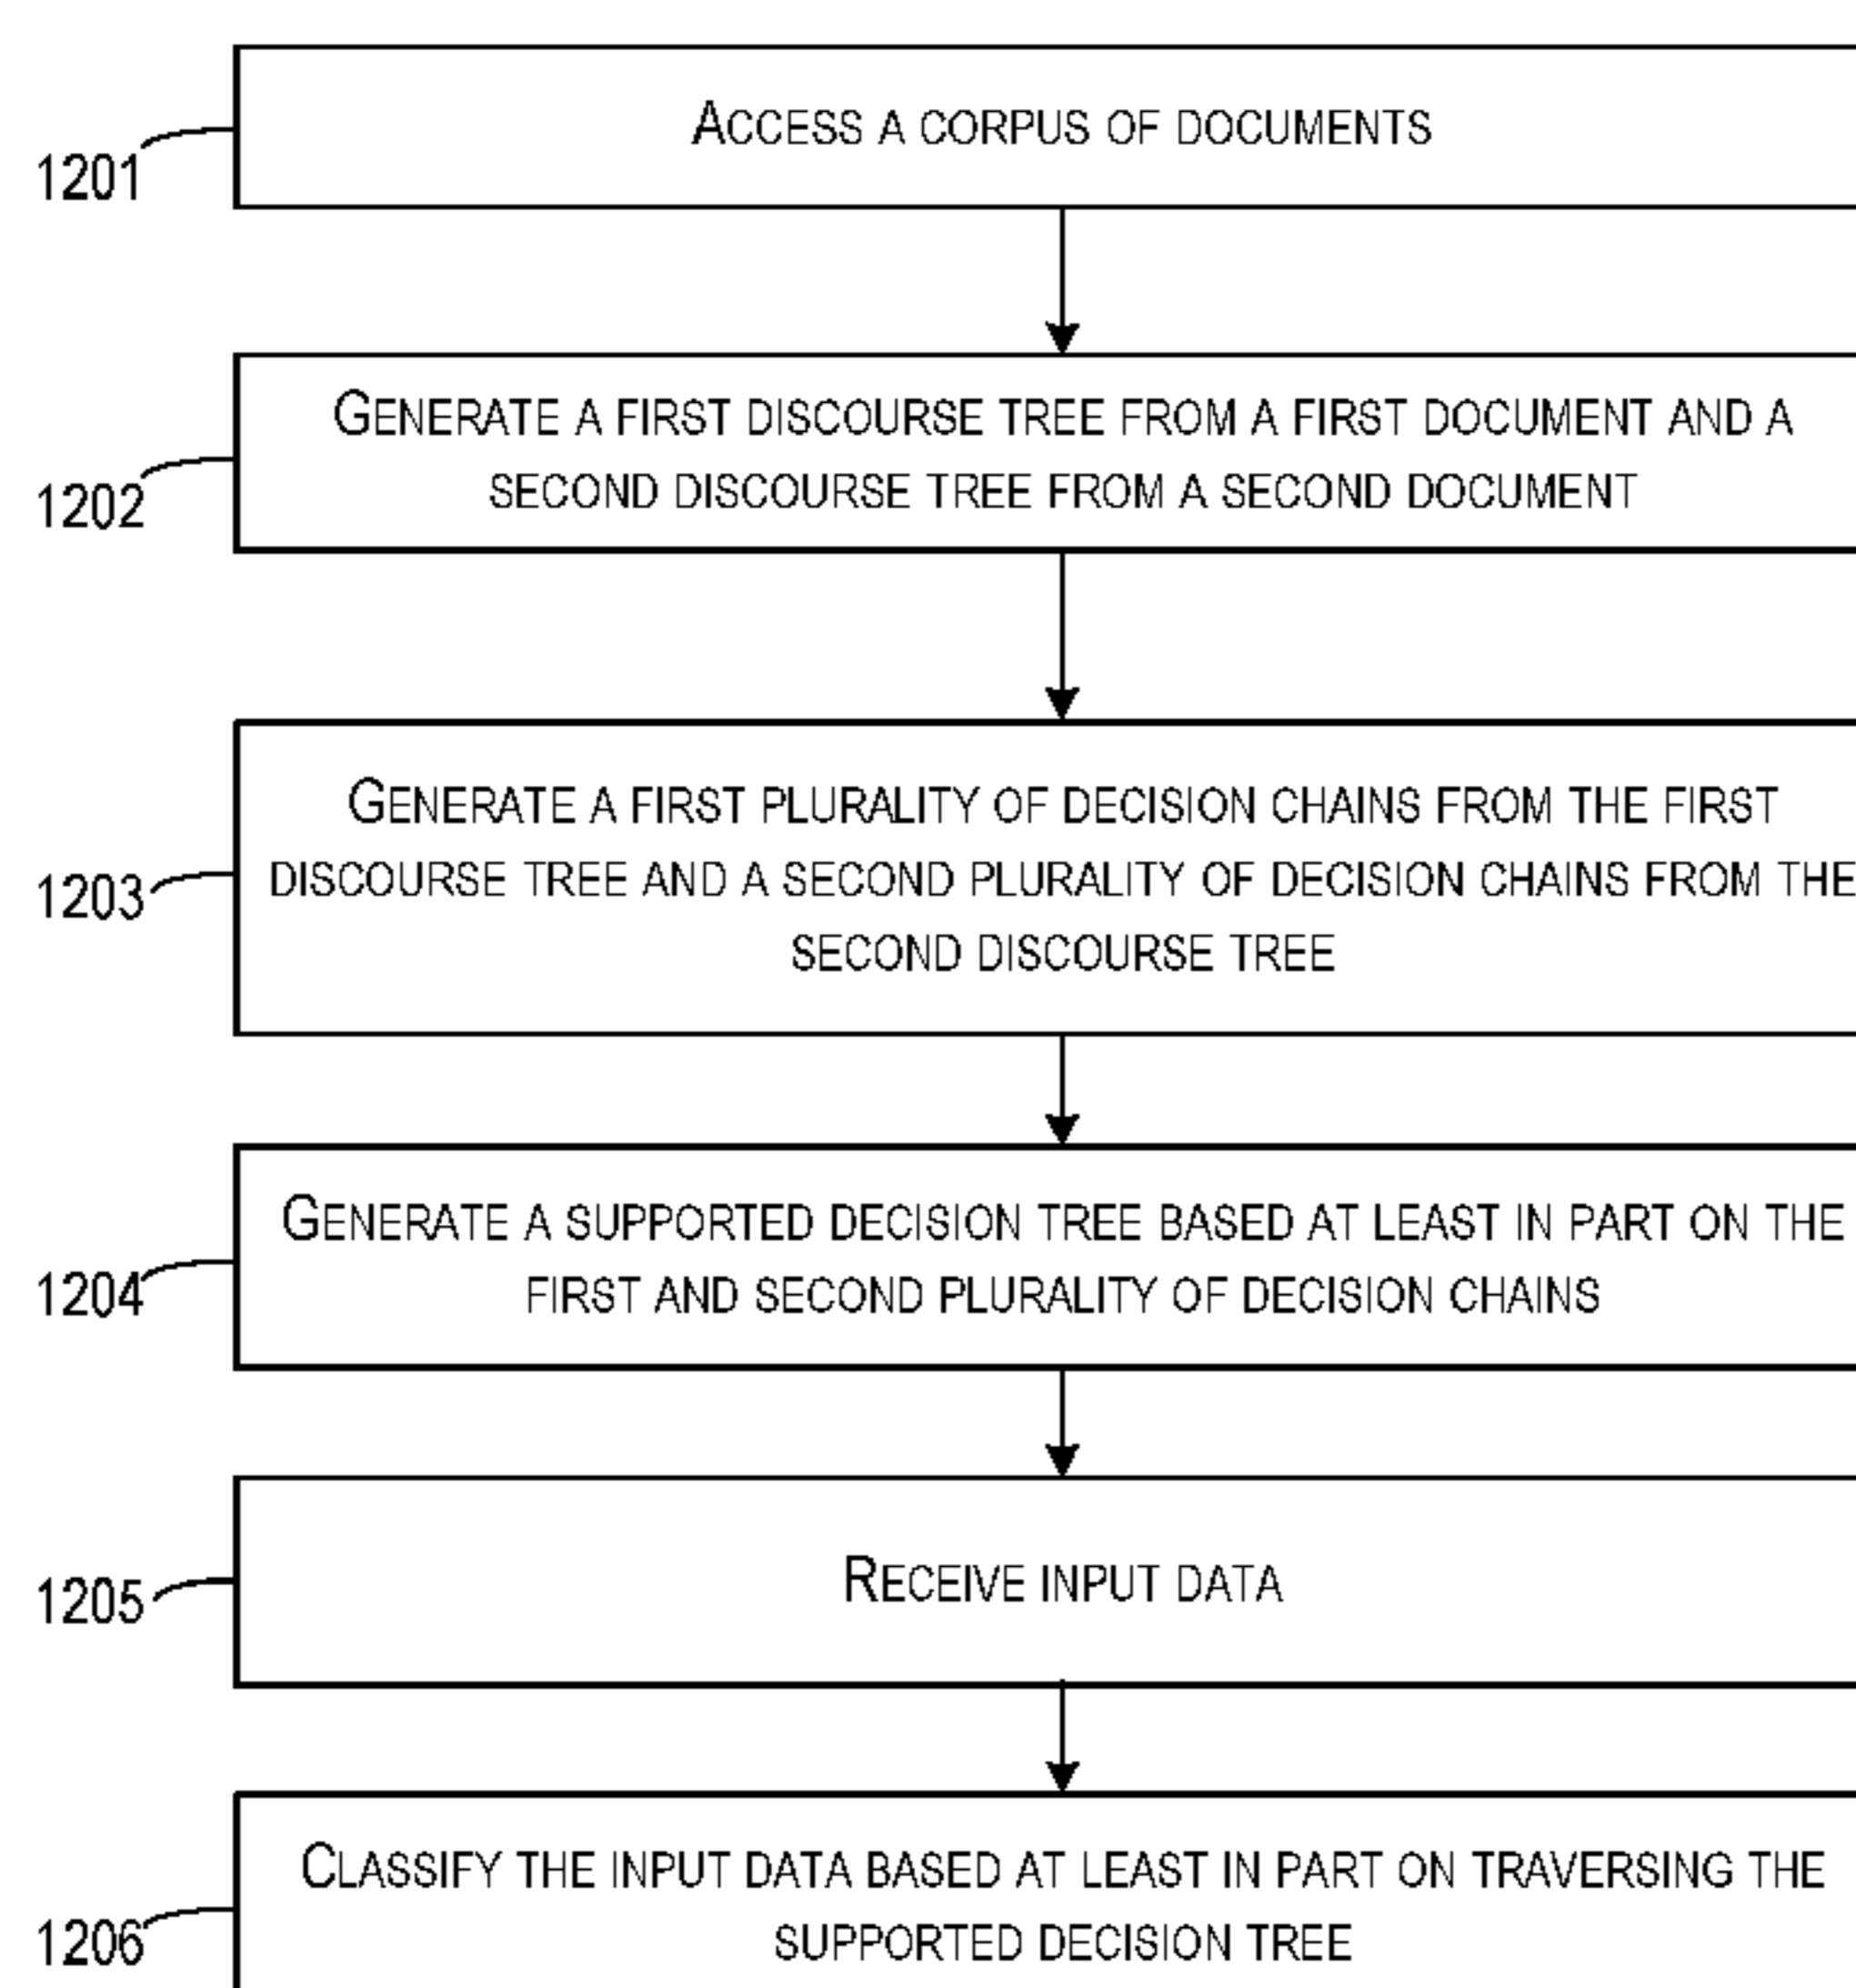 ACCESS A CORPUS OF DOCUMENTS
1201
GENERATE A FIRST DISCOURSE TREE FROM A FIRST DOCUMENT AND A
SECOND DISCOURSE TREE FROM A SECOND DOCUMENT
1202
GENERATE A FIRST PLURALITY OF DECISION CHAINS FROM THE FIRST
DISCOURSE TREE AND A SECOND PLURALITY OF DECISION CHAINS FROM THE
SECOND DISCOURSE TREE
1203
GENERATE A SUPPORTED DECISION TREE BASED AT LEAST IN PART ON THE
FIRST AND SECOND PLURALITY OF DECISION CHAINS
1204
RECEIVE INPUT DATA
1205
CLASSIFY THE INPUT DATA BASED AT LEAST IN PART ON TRAVERSING THE
SUPPORTED DECISION TREE
1206